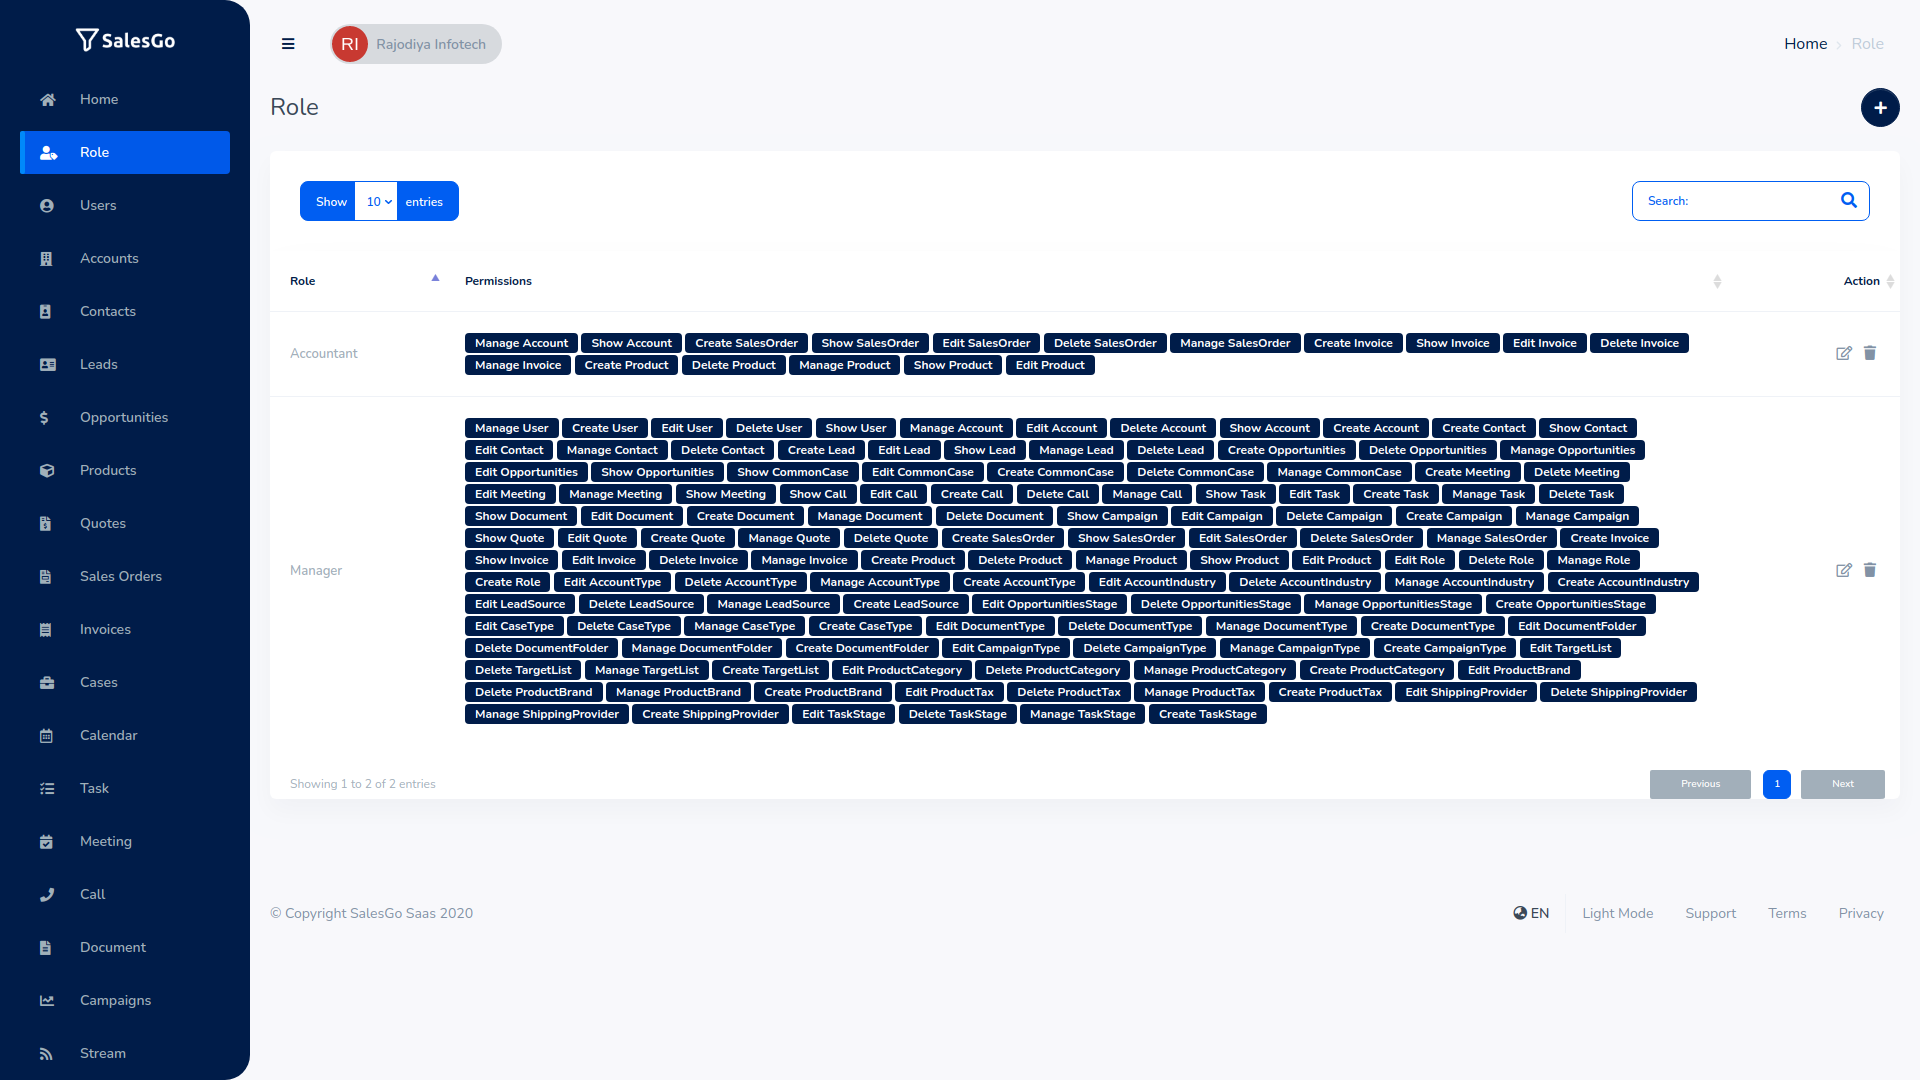 SalesGo
Home
Role
Users
Accounts
Contacts
Leads
Opportunities
Products
Quotes
Sales Orders
Invoices
Cases
Calendar
Task
Meeting
Call
Document
Campaigns
Stream
RI Rajodiya Infotech
Home Role
Role
Show 10 entries
Search:
Role Permissions Action
Accountant
Manage Account Show Account Create SalesOrder Show SalesOrder Edit SalesOrder Delete SalesOrder Manage SalesOrder Create Invoice Show Invoice Edit Invoice Delete Invoice
Manage Invoice Create Product Delete Product Manage Product Show Product Edit Product
Manager
Manage User Create User Edit User Delete User Show User Manage Account Edit Account Delete Account Show Account Create Account Create Contact Show Contact
Edit Contact Manage Contact Delete Contact Create Lead Edit Lead Show Lead Manage Lead Delete Lead Create Opportunities Delete Opportunities Manage Opportunities
Edit Opportunities Show Opportunities Show CommonCase Edit CommonCase Create CommonCase Delete CommonCase Manage CommonCase Create Meeting Delete Meeting
Edit Meeting Manage Meeting Show Meeting Show Call Edit Call Create Call Delete Call Manage Call Show Task Edit Task Create Task Manage Task Delete Task
Show Document Edit Document Create Document Manage Document Delete Document Show Campaign Edit Campaign Delete Campaign Create Campaign Manage Campaign
Show Quote Edit Quote Create Quote Manage Quote Delete Quote Create SalesOrder Show SalesOrder Edit SalesOrder Delete SalesOrder Manage SalesOrder Create Invoice
Show Invoice Edit Invoice Delete Invoice Manage Invoice Create Product Delete Product Manage Product Show Product Edit Product Edit Role Delete Role Manage Role
Create Role Edit AccountType Delete AccountType Manage AccountType Create AccountType Edit AccountIndustry Delete AccountIndustry Manage AccountIndustry Create AccountIndustry
Edit LeadSource Delete LeadSource Manage LeadSource Create LeadSource Edit OpportunitiesStage Delete OpportunitiesStage Manage OpportunitiesStage Create OpportunitiesStage
Edit CaseType Delete CaseType Manage CaseType Create CaseType Edit DocumentType Delete DocumentType Manage DocumentType Create DocumentType Edit DocumentFolder
Delete DocumentFolder Manage DocumentFolder Create DocumentFolder Edit CampaignType Delete CampaignType Manage CampaignType Create CampaignType Edit TargetList
Delete TargetList Manage TargetList Create TargetList Edit ProductCategory Delete ProductCategory Manage ProductCategory Create ProductCategory Edit ProductBrand
Delete ProductBrand Manage ProductBrand Create ProductBrand Edit ProductTax Delete ProductTax Manage ProductTax Create ProductTax Edit ShippingProvider Delete ShippingProvider
Manage ShippingProvider Create ShippingProvider Edit TaskStage Delete TaskStage Manage TaskStage Create TaskStage
Showing 1 to 2 of 2 entries
Previous 1 Next
© Copyright SalesGo Saas 2020
EN Light Mode Support Terms Privacy